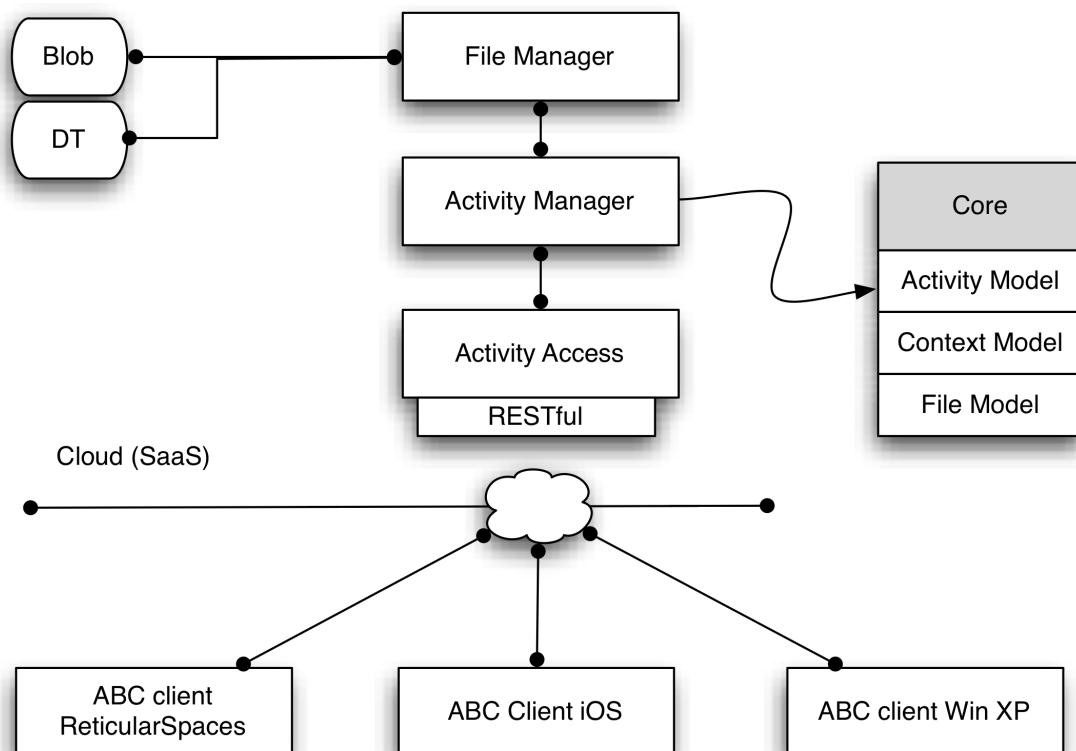 Blob
File Manager
DT
Activity Manager
Core
Activity Model
Context Model
File Model
Activity Access
RESTful
Cloud (SaaS)
ABC client
ReticularSpaces
ABC Client iOS
ABC client Win XP